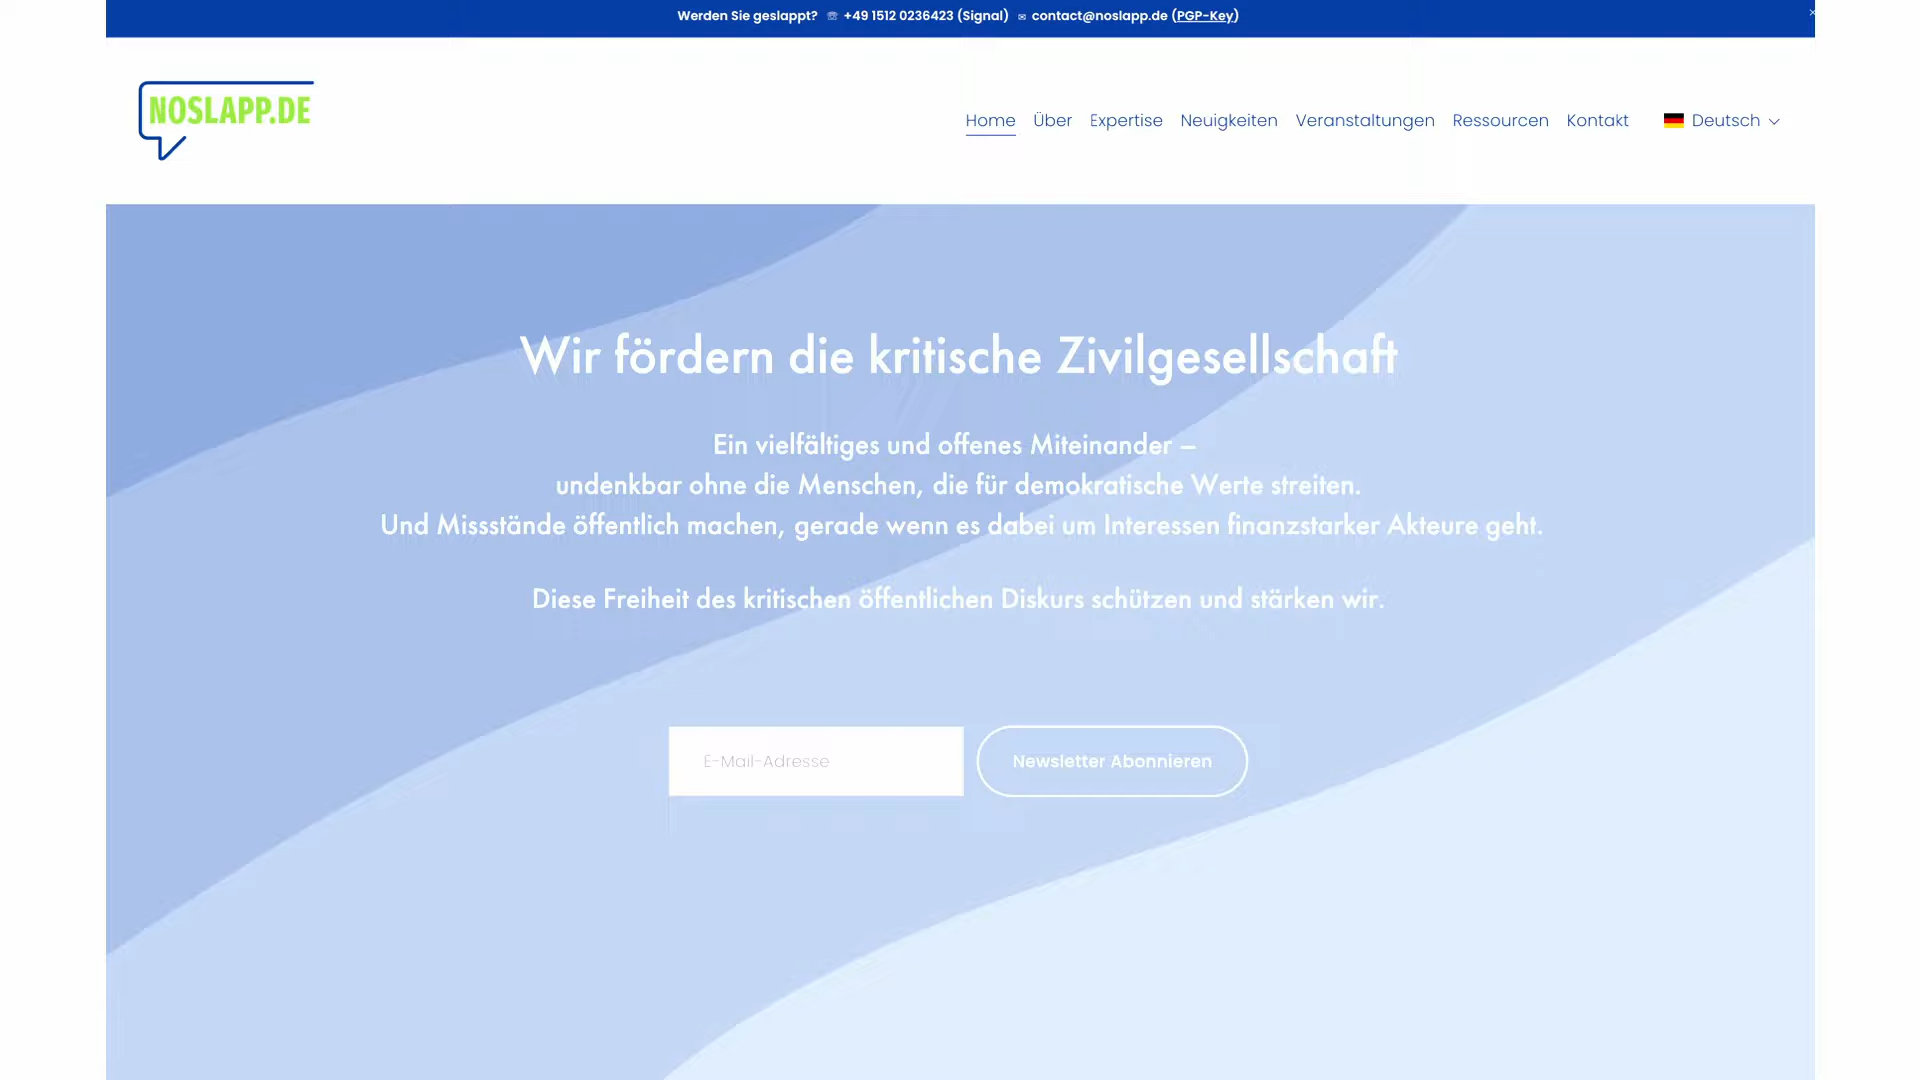 Werden Sie geslappt? ☏ +49 1512 0236423 (Signal) ✉ contact@noslapp.de (PGP-Key)
NOSLAPP.DE
Home Über Expertise Neuigkeiten Veranstaltungen Ressourcen Kontakt Deutsch
Wir fördern die kritische Zivilgesellschaft
Ein vielfältiges und offenes Miteinander –
undenkbar ohne die Menschen, die für demokratische Werte streiten.
Und Missstände öffentlich machen, gerade wenn es dabei um Interessen finanzstarker Akteure geht.
Diese Freiheit des kritischen öffentlichen Diskurs schützen und stärken wir.
E-Mail-Adresse Newsletter Abonnieren